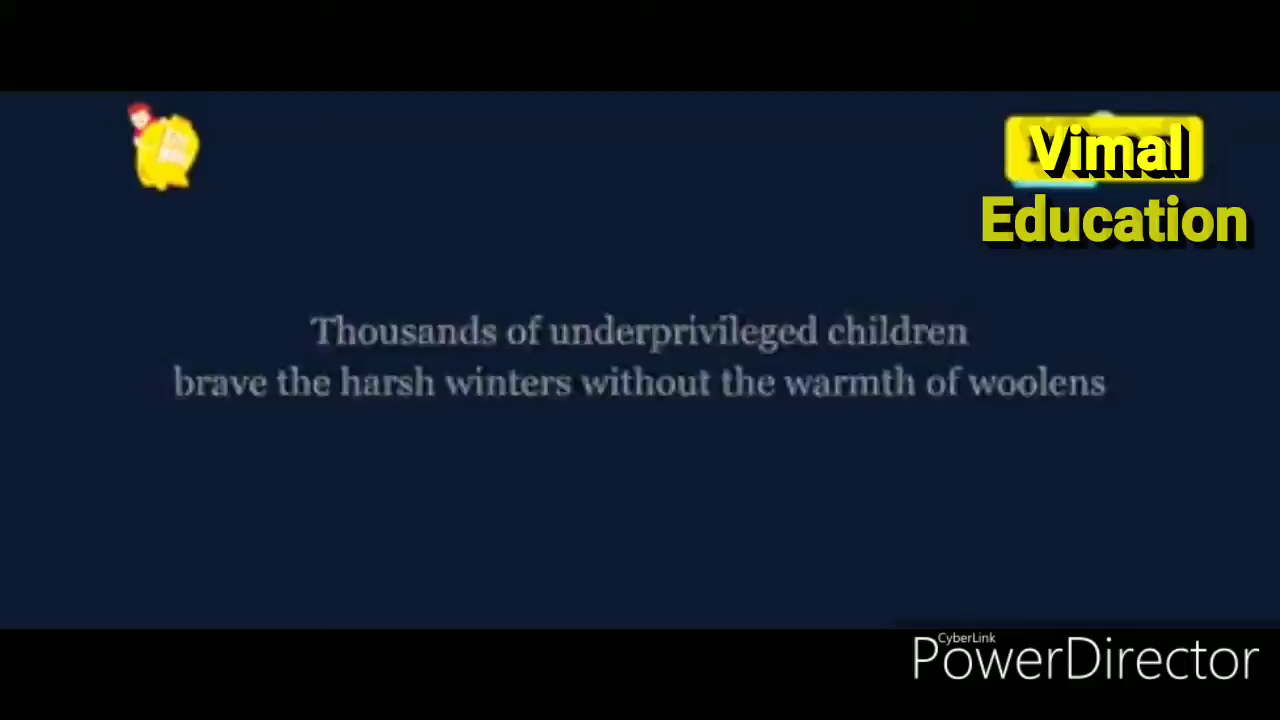 Vimal
Education
Thousands of underprivileged children
brave the harsh winters without the warmth of woolens
CyberLink
PowerDirector